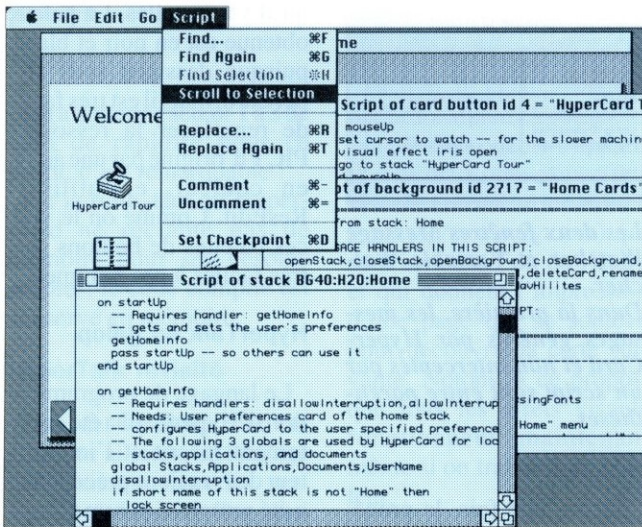 File Edit Go Script
Find... ⌘F
Find Again ⌘G
Find Selection ⌘H
Scroll to Selection
Replace... ⌘R
Replace Again ⌘T
Comment ⌘-
Uncomment ⌘=
Set Checkpoint ⌘D
me
Welcome
HyperCard Tour
Script of card button id 4 = "HyperCard T
mouseUp
set cursor to watch -- for the slower machin
visual effect iris open
go to stack "HyperCard Tour"
mouseUp
pt of background id 2717 = "Home Cards"
from stack: Home
AGE HANDLERS IN THIS SCRIPT:
openStack,closeStack,openBackground,closeBackground,
,deleteCard,rename
avHilites
PT:
singFonts
Home" menu
Script of stack BG40:H20:Home
on startUp
-- Requires handler: getHomeInfo
-- gets and sets the user's preferences
getHomeInfo
pass startUp -- so others can use it
end startUp
on getHomeInfo
-- Requires handlers: disallowInterruption,allowInterrup
-- Needs: User preferences card of the home stack
-- configures HyperCard to the user specified preference
-- The following 3 globals are used by HyperCard for loc
-- stacks,applications, and documents
global Stacks,Applications,Documents,UserName
disallowInterruption
if short name of this stack is not "Home" then
lock screen